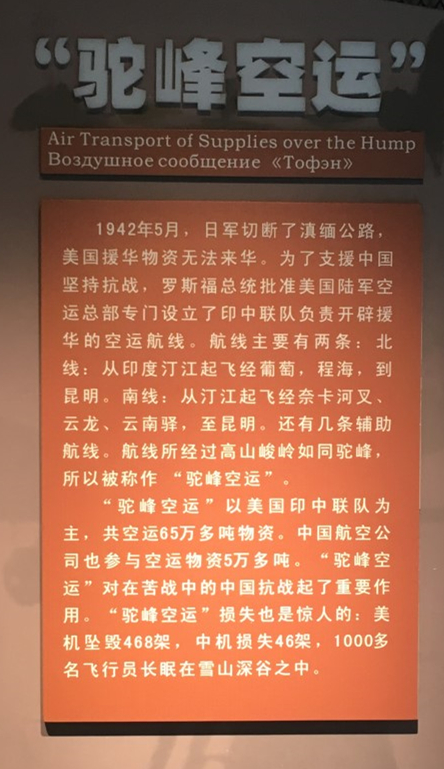 “驼峰空运”
Air Transport of Supplies over the Hump
Воздушное сообщение 《Тофэн》
1942年5月，日军切断了滇缅公路，
美国援华物资无法来华。为了支援中国
坚持抗战，罗斯福总统批准美国陆军空
运总部专门设立了印中联队负责开辟援
华的空运航线。航线主要有两条：北
线：从印度汀江起飞经葡萄，程海，到
昆明。南线：从汀江起飞经奈卡河叉、
云龙、云南驿，至昆明。还有几条辅助
航线。航线所经过高山峻岭如同驼峰，
所以被称作 “驼峰空运”。
“驼峰空运”以美国印中联队为
主，共空运65万多吨物资。中国航空公
司也参与空运物资5万多吨。“驼峰空
运”对在苦战中的中国抗战起了重要作
用。“驼峰空运”损失也是惊人的：美
机坠毁468架，中机损失46架，1000多
名飞行员长眠在雪山深谷之中。